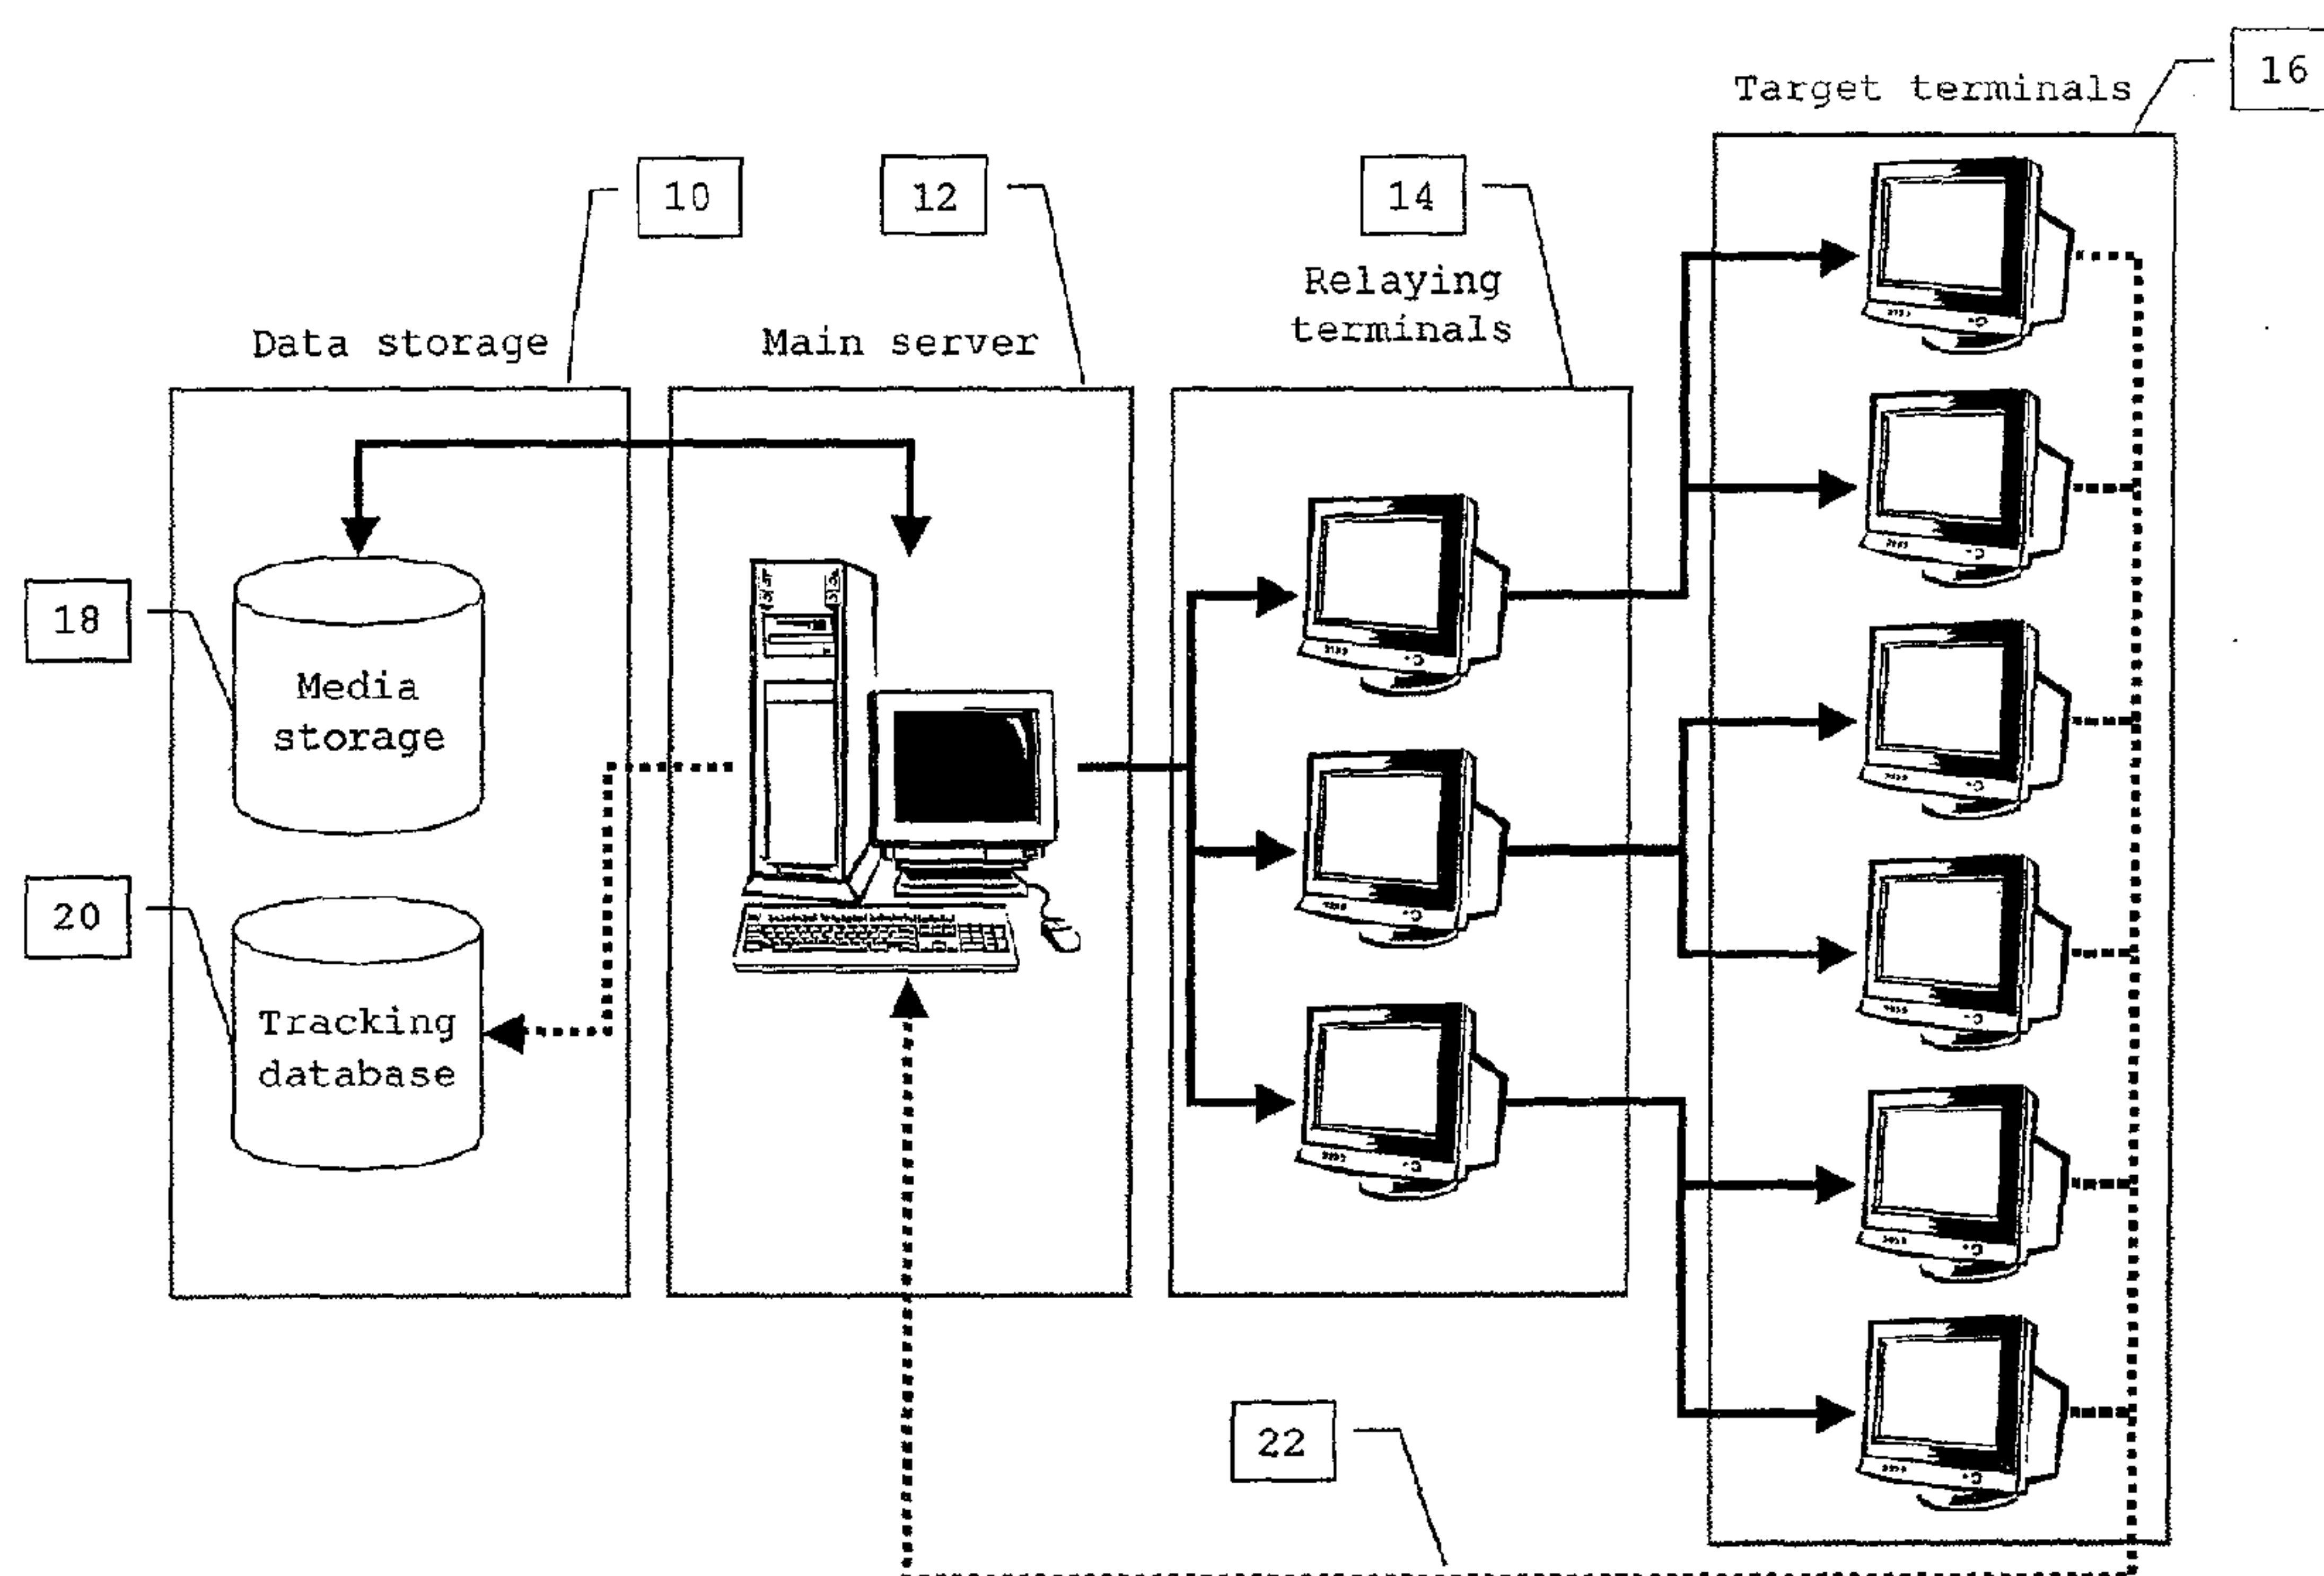 16
Target terminals
10
12
14
Relaying
terminals
Data storage
Main server
18
Media
storage
20
Tracking
database
22